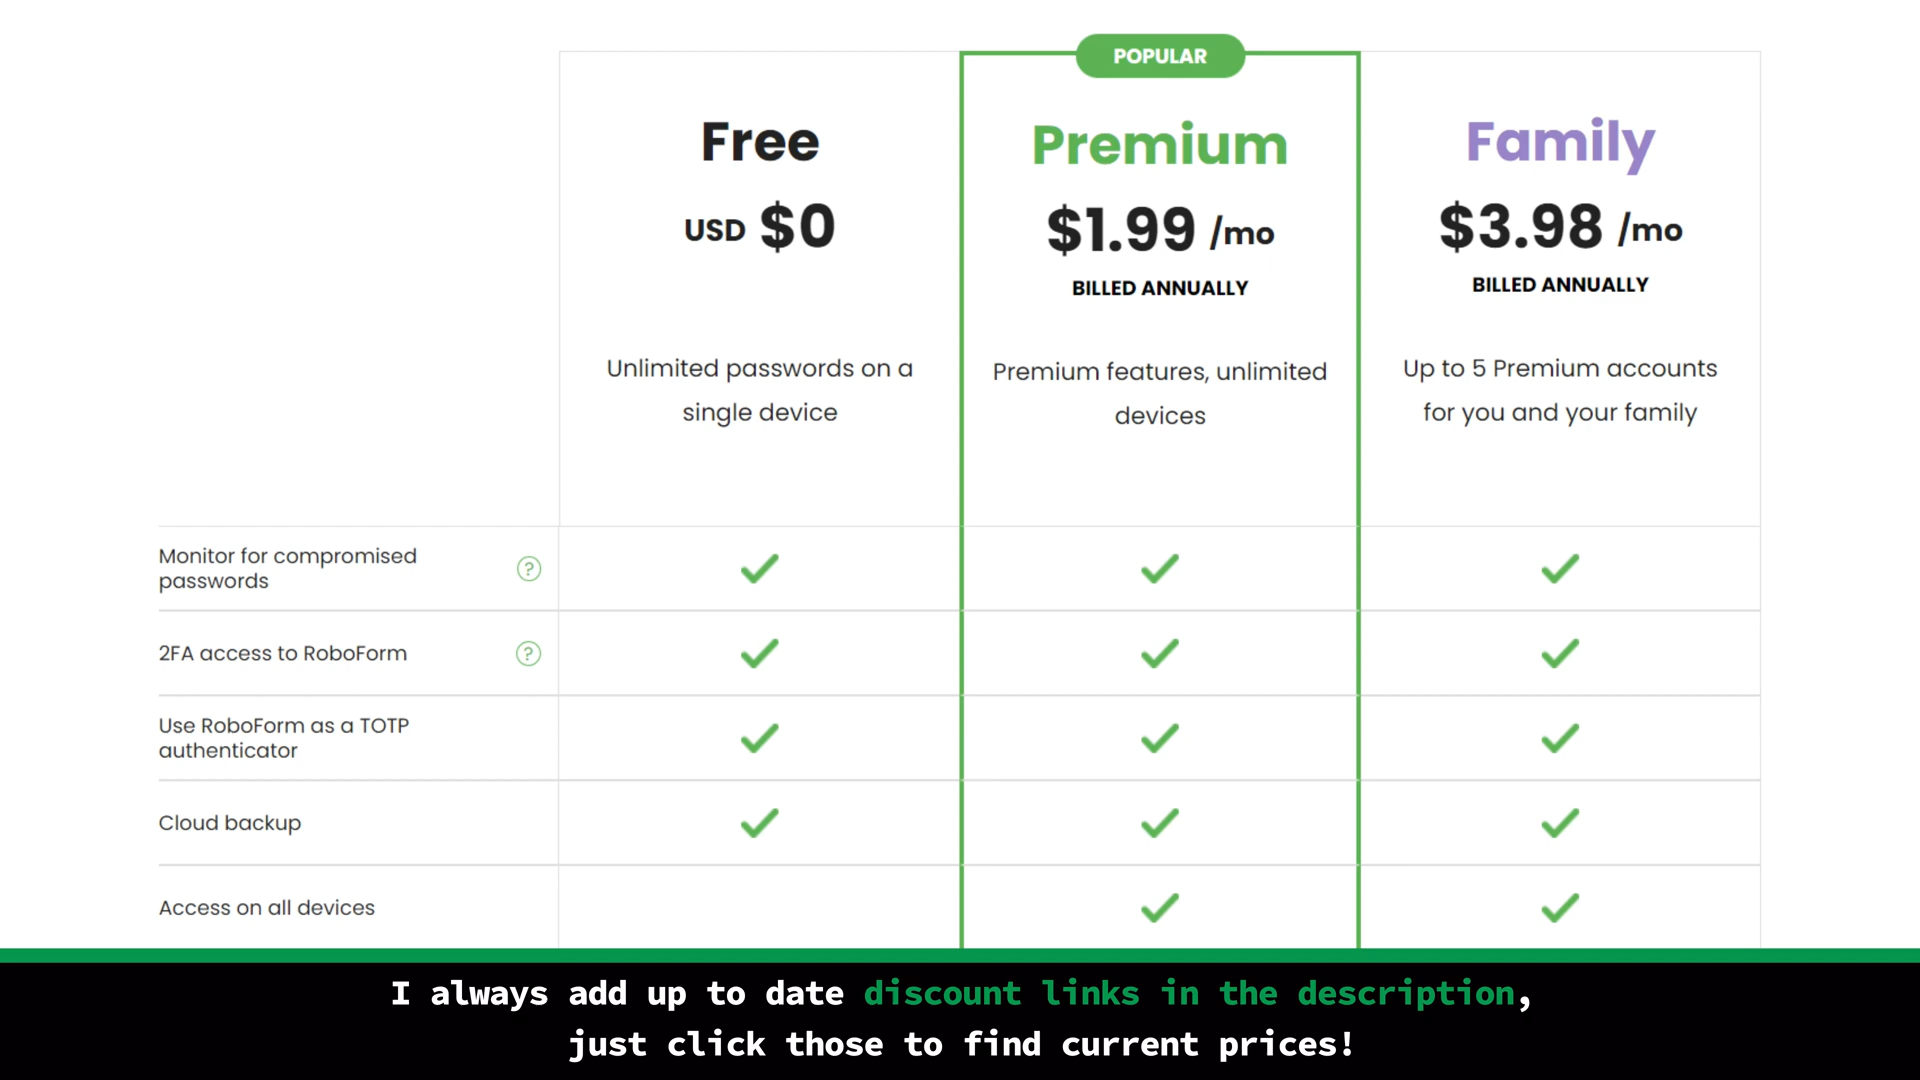 POPULAR
Free
Premium
Family
USD $0
$1.99 /mo
$3.98 /mo
BILLED ANNUALLY
BILLED ANNUALLY
Unlimited passwords on a
single device
Premium features, unlimited
devices
Up to 5 Premium accounts
for you and your family
Monitor for compromised
passwords
?
2FA access to RoboForm
?
Use RoboForm as a TOTP
authenticator
Cloud backup
Access on all devices
I always add up to date discount links in the description,
just click those to find current prices!